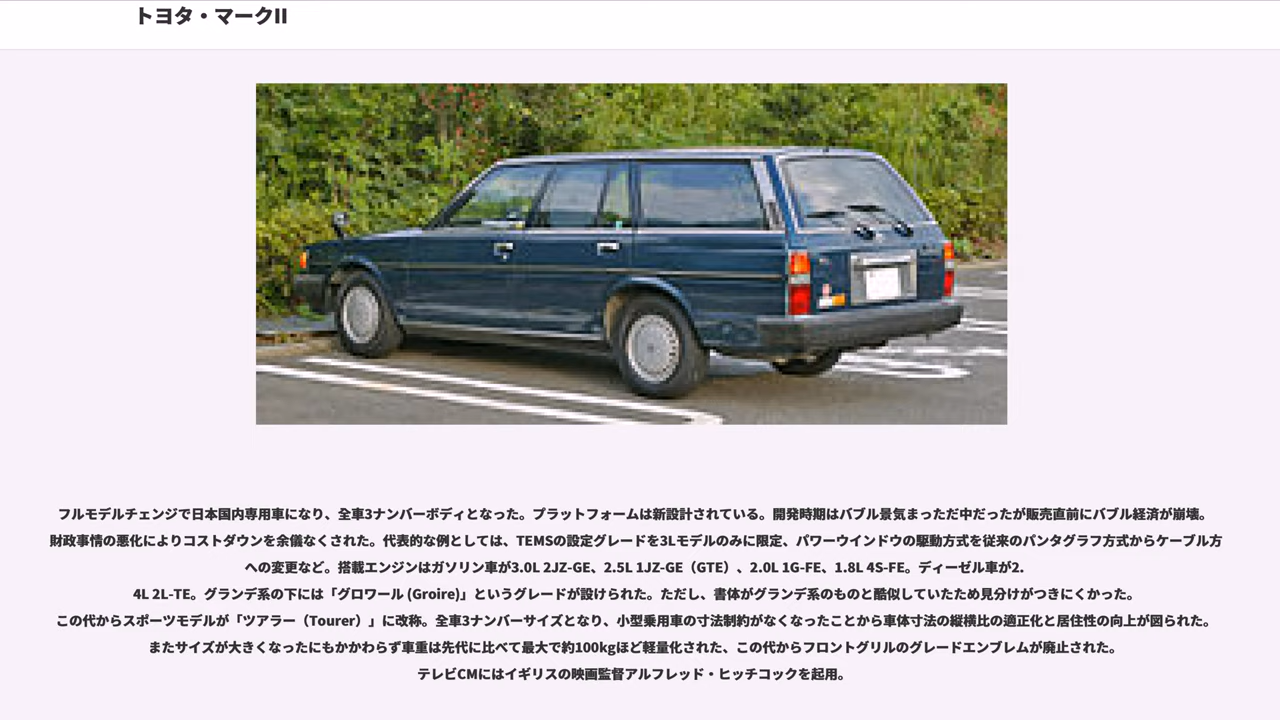 トヨタ・マークII
フルモデルチェンジで日本国内専用車になり、全車3ナンバーボディとなった。プラットフォームは新設計されている。開発時期はバブル景気まっただ中だったが販売直前にバブル経済が崩壊。
財政事情の悪化によりコストダウンを余儀なくされた。代表的な例としては、TEMSの設定グレードを3Lモデルのみに限定、パワーウインドウの駆動方式を従来のパンタグラフ方式からケーブル方
への変更など。搭載エンジンはガソリン車が3.0L 2JZ-GE、2.5L 1JZ-GE（GTE）、2.0L 1G-FE、1.8L 4S-FE。ディーゼル車が2.
4L 2L-TE。グランデ系の下には「グロワール (Groire)」というグレードが設けられた。ただし、書体がグランデ系のものと酷似していたため見分けがつきにくかった。
この代からスポーツモデルが「ツアラー（Tourer）」に改称。全車3ナンバーサイズとなり、小型乗用車の寸法制約がなくなったことから車体寸法の縦横比の適正化と居住性の向上が図られた。
またサイズが大きくなったにもかかわらず車重は先代に比べて最大で約100kgほど軽量化された、この代からフロントグリルのグレードエンブレムが廃止された。
テレビCMにはイギリスの映画監督アルフレッド・ヒッチコックを起用。